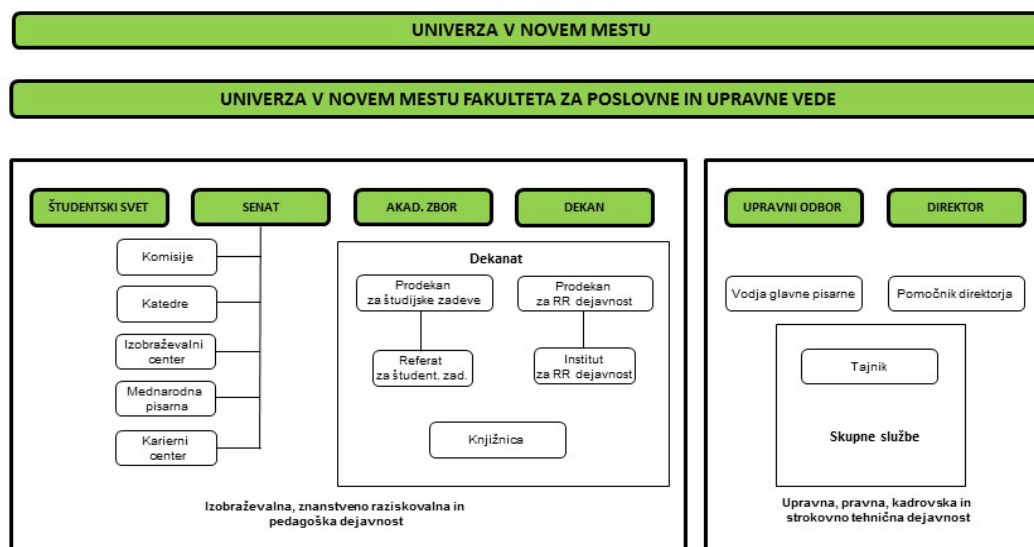 UNIVERZA V NOVEM MESTU
UNIVERZA V NOVEM MESTU FAKULTETA ZA POSLOVNE IN UPRAVNE VEDE
ŠTUDENTSKI SVET
SENAT
AKAD. ZBOR
DEKAN
Komisije
Katedre
Izobraževalni
center
Mednarodna
pisarna
Karierni
center
Dekanat
Prodekan
za študijske zadeve
Prodekan
za RR dejavnost
Referat
za študent. zad.
Institut
za RR dejavnost
Knjižnica
Izobraževalna, znanstveno raziskovalna in
pedagoška dejavnost
UPRAVNI ODBOR
DIREKTOR
Vodja glavne pisarne
Pomočnik direktorja
Tajnik
Skupne službe
Upravna, pravna, kadrovska in
strokovno tehnična dejavnost